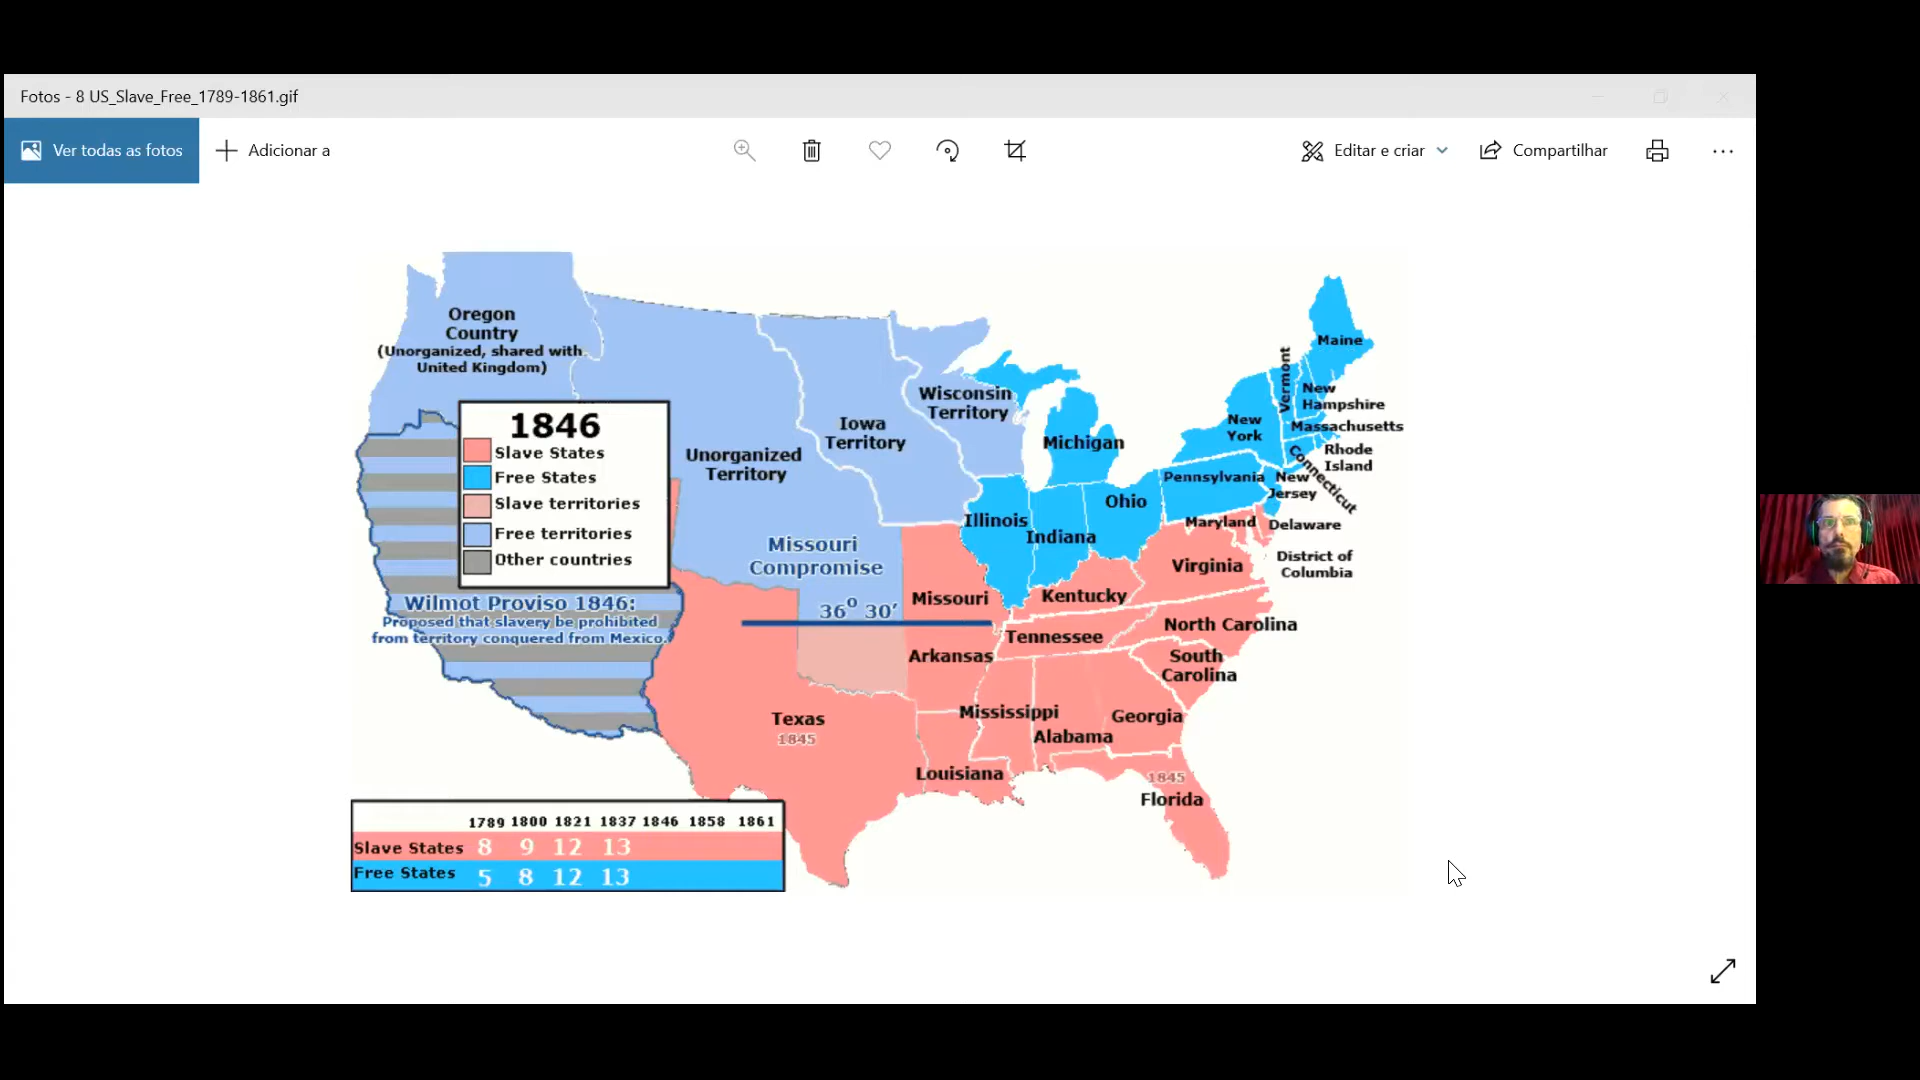 Fotos - 8 US_Slave_Free_1789-1861.gif
Ver todas as fotos
Adicionar a
Editar e criar
Compartilhar
Oregon
Country
(Unorganized, shared with
United Kingdom)
1846
Slave States
Free States
Slave territories
Free territories
Other countries
Wilmot Proviso 1846:
Proposed that slavery be prohibited
from territory conquered from Mexico.
Unorganized
Territory
Iowa
Territory
Wisconsin
Territory
Missouri
Compromise
36⁰ 30′
Michigan
Illinois
Indiana
Ohio
Pennsylvania
New
York
Vermont
Maine
New
Hampshire
Massachusetts
Rhode
Island
Connecticut
New
Jersey
Maryland
Delaware
District of
Columbia
Virginia
Missouri
Kentucky
Tennessee
North Carolina
South
Carolina
Arkansas
Mississippi
Alabama
Georgia
Texas
1845
Louisiana
1845
Florida
1789 1800 1821 1837 1846 1858 1861
Slave States 8 9 12 13
Free States 5 8 12 13